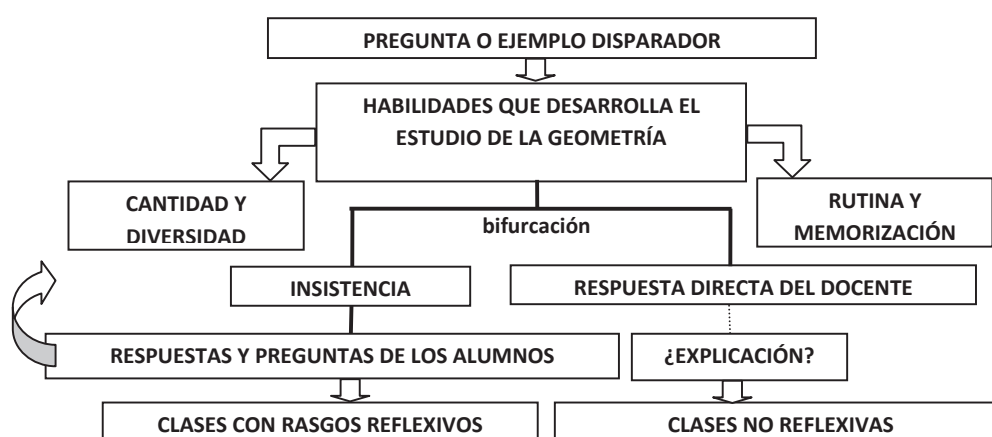 PREGUNTA O EJEMPLO DISPARADOR
HABILIDADES QUE DESARROLLA EL
ESTUDIO DE LA GEOMETRÍA
CANTIDAD Y
DIVERSIDAD
RUTINA Y
MEMORIZACIÓN
bifurcación
INSISTENCIA
RESPUESTA DIRECTA DEL DOCENTE
RESPUESTAS Y PREGUNTAS DE LOS ALUMNOS
¿EXPLICACIÓN?
CLASES CON RASGOS REFLEXIVOS
CLASES NO REFLEXIVAS